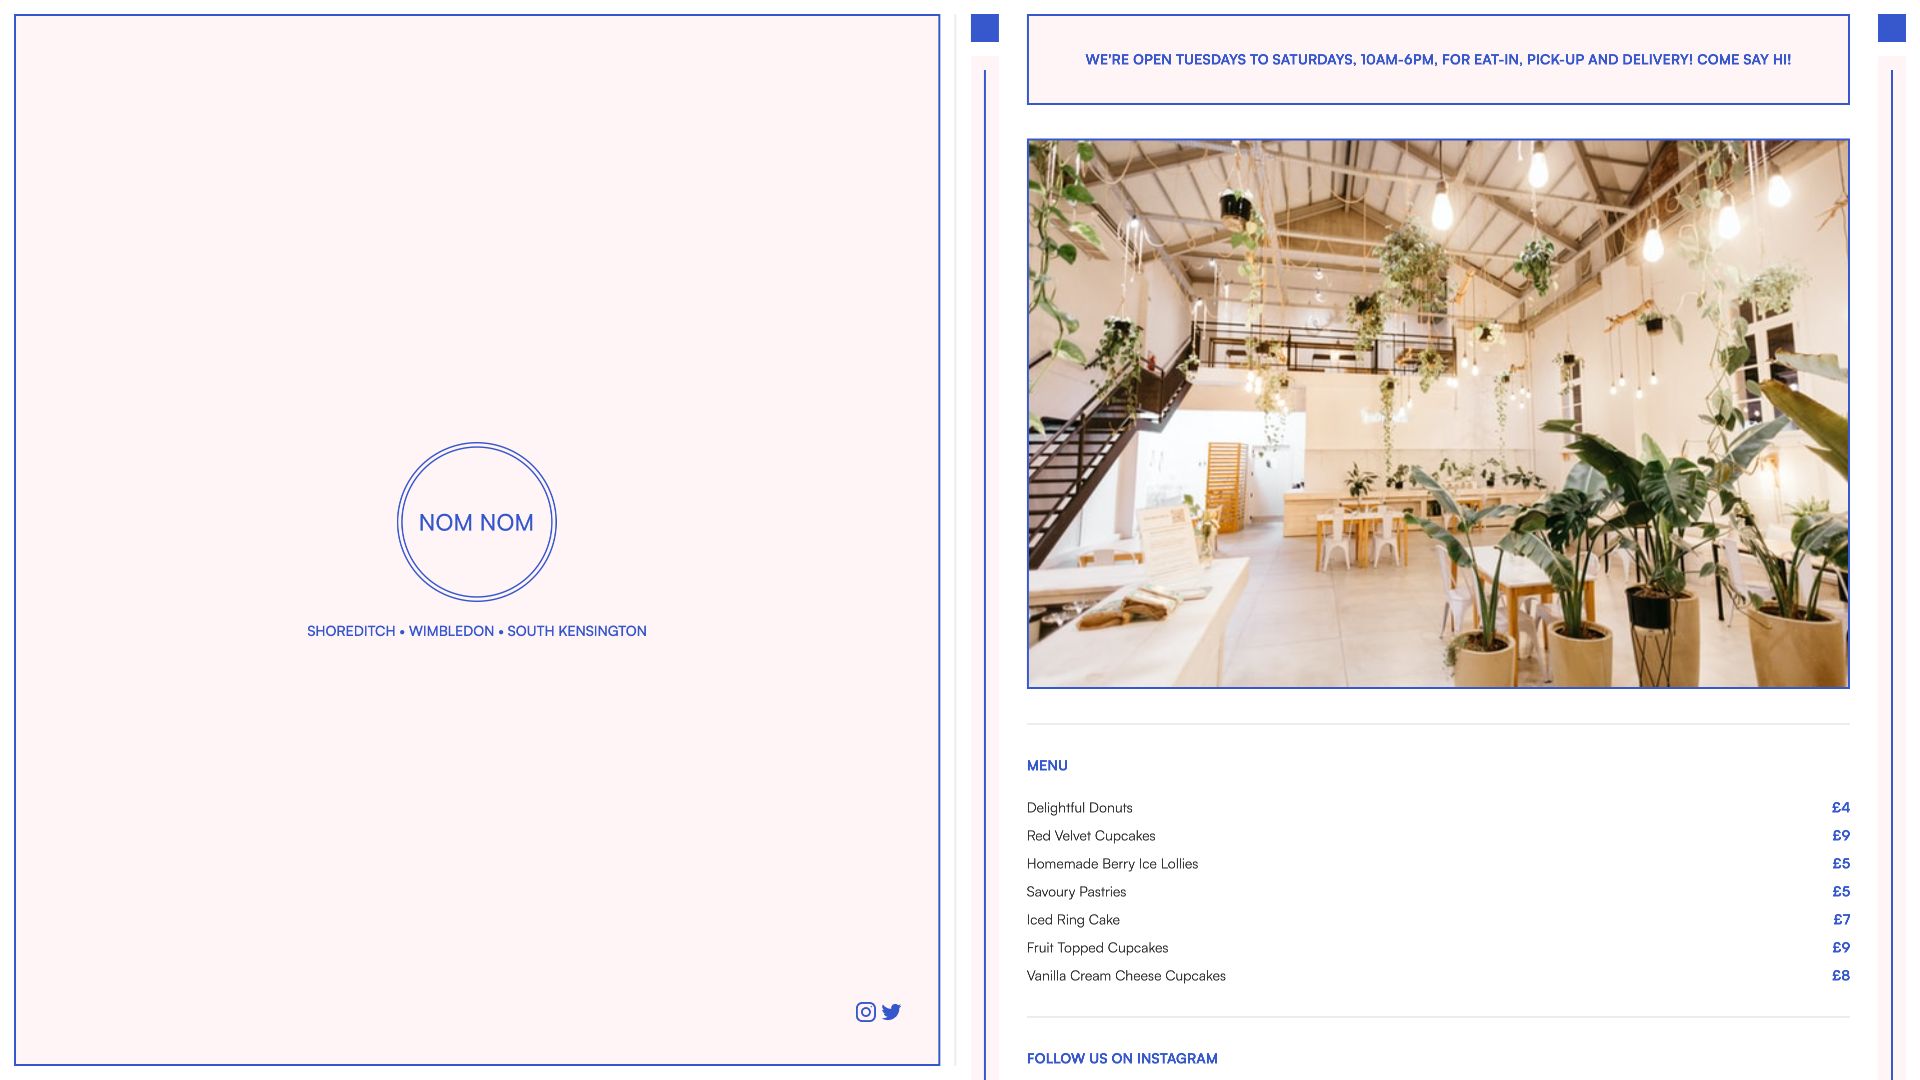 NOM NOM
SHOREDITCH • WIMBLEDON • SOUTH KENSINGTON
WE'RE OPEN TUESDAYS TO SATURDAYS, 10AM-6PM, FOR EAT-IN, PICK-UP AND DELIVERY! COME SAY HI!
MENU
Delightful Donuts £4
Red Velvet Cupcakes £9
Homemade Berry Ice Lollies £5
Savoury Pastries £5
Iced Ring Cake £7
Fruit Topped Cupcakes £9
Vanilla Cream Cheese Cupcakes £8
FOLLOW US ON INSTAGRAM